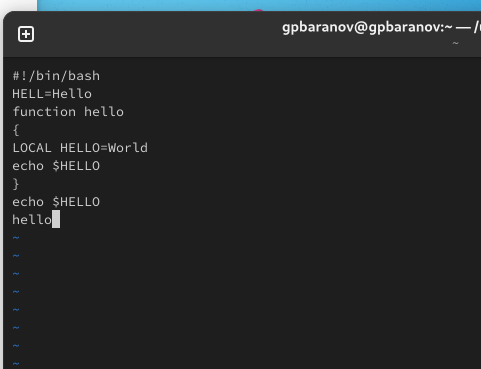 gpbaranov@gpbaranov:~ — /u
~
#!/bin/bash
HELL=Hello
function hello
{
LOCAL HELLO=World
echo $HELLO
}
echo $HELLO
hello
~
~
~
~
~
~
~
~